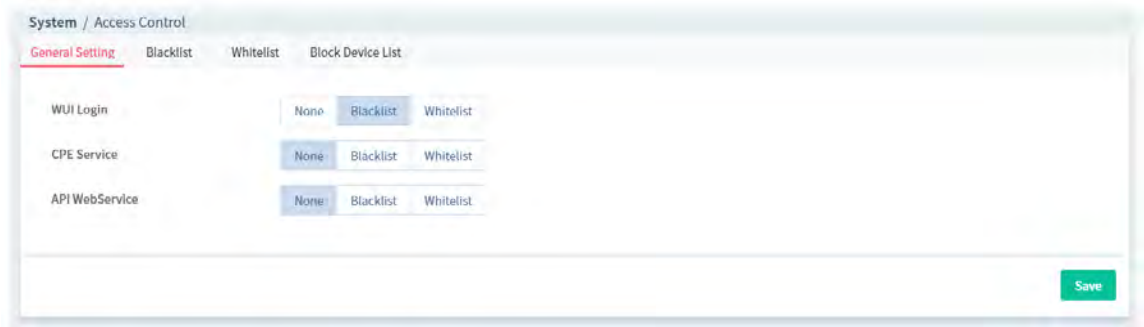 System / Access Control
General Setting Blacklist Whitelist Block Device List
WUI Login None Blacklist Whitelist
CPE Service None Blacklist Whitelist
API WebService None Blacklist Whitelist
Save